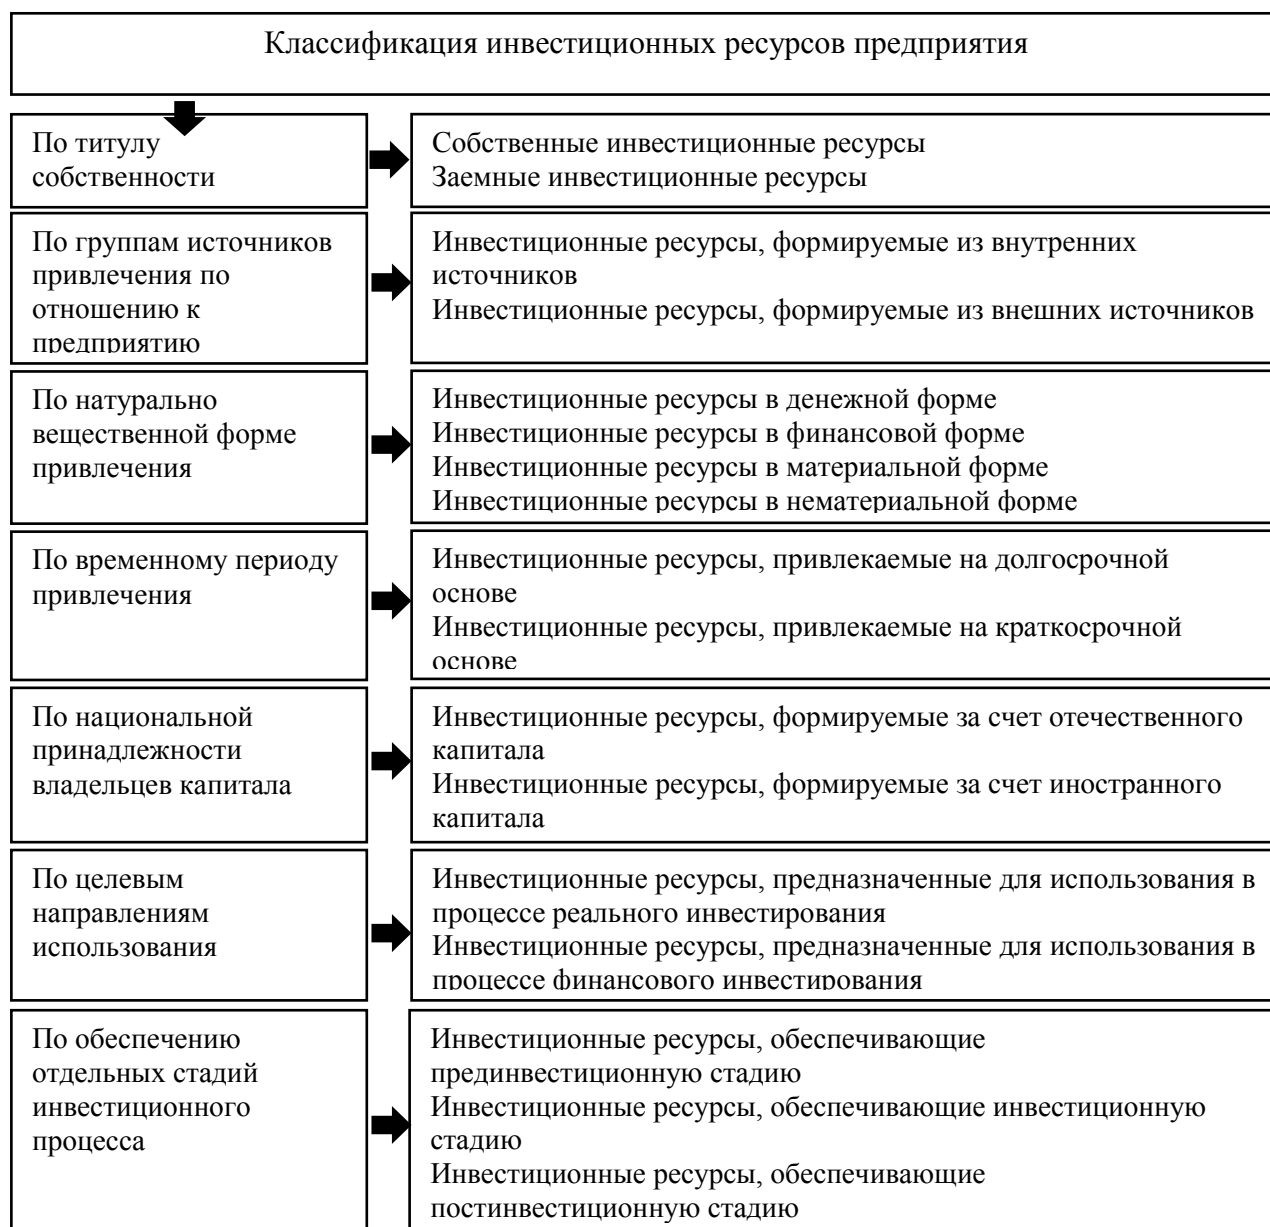 Классификация инвестиционных ресурсов предприятия
По титулу
собственности
Собственные инвестиционные ресурсы
Заемные инвестиционные ресурсы
По группам источников
привлечения по
отношению к
предприятию
Инвестиционные ресурсы, формируемые из внутренних
источников
Инвестиционные ресурсы, формируемые из внешних источников
По натурально
вещественной форме
привлечения
Инвестиционные ресурсы в денежной форме
Инвестиционные ресурсы в финансовой форме
Инвестиционные ресурсы в материальной форме
Инвестиционные ресурсы в нематериальной форме
По временному периоду
привлечения
Инвестиционные ресурсы, привлекаемые на долгосрочной
основе
Инвестиционные ресурсы, привлекаемые на краткосрочной
основе
По национальной
принадлежности
владельцев капитала
Инвестиционные ресурсы, формируемые за счет отечественного
капитала
Инвестиционные ресурсы, формируемые за счет иностранного
капитала
По целевым
направлениям
использования
Инвестиционные ресурсы, предназначенные для использования в
процессе реального инвестирования
Инвестиционные ресурсы, предназначенные для использования в
процессе финансового инвестирования
По обеспечению
отдельных стадий
инвестиционного
процесса
Инвестиционные ресурсы, обеспечивающие
прединвестиционную стадию
Инвестиционные ресурсы, обеспечивающие инвестиционную
стадию
Инвестиционные ресурсы, обеспечивающие
постинвестиционную стадию